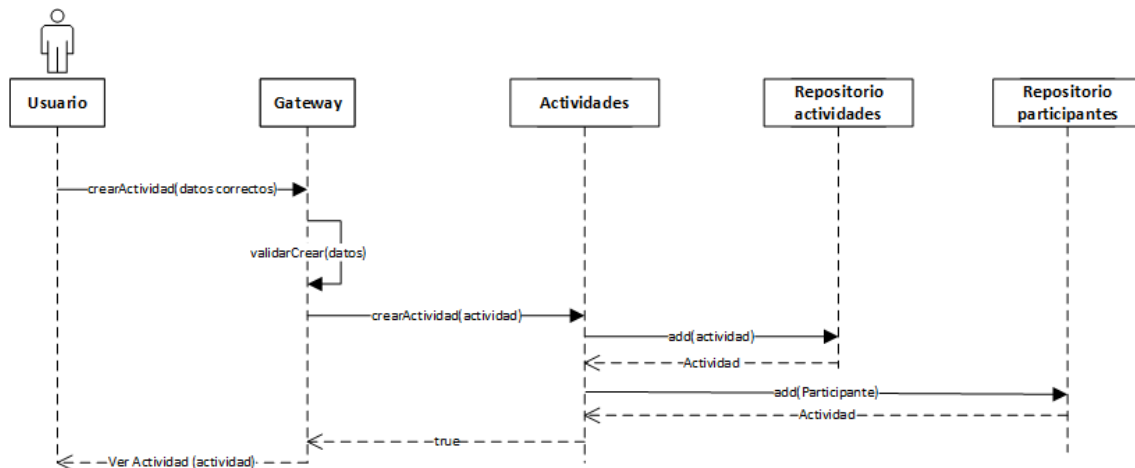 Usuario
Gateway
Actividades
Repositorio
actividades
Repositorio
participantes
crearActividad(datos correctos)
validarCrear(datos)
crearActividad(actividad)
add(actividad)
Actividad
add(Participante)
Actividad
true
Ver Actividad (actividad)